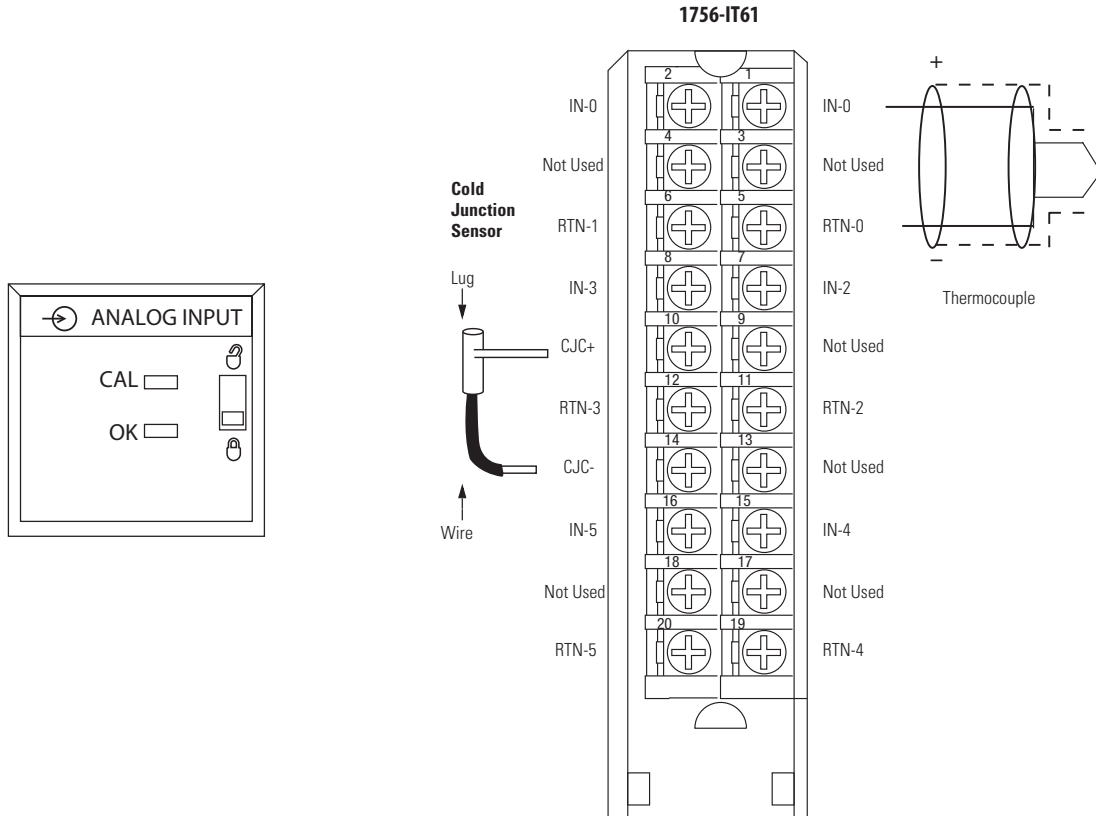 1756-IT61
ANALOG INPUT
CAL
OK
Cold
Junction
Sensor
Lug
Wire
2 1
IN-0 IN-0
4 3
Not Used Not Used
6 5
RTN-1 RTN-0
8 7
IN-3 IN-2
10 9
CJC+ Not Used
12 11
RTN-3 RTN-2
14 13
CJC- Not Used
16 15
IN-5 IN-4
18 17
Not Used Not Used
20 19
RTN-5 RTN-4
+
–
Thermocouple